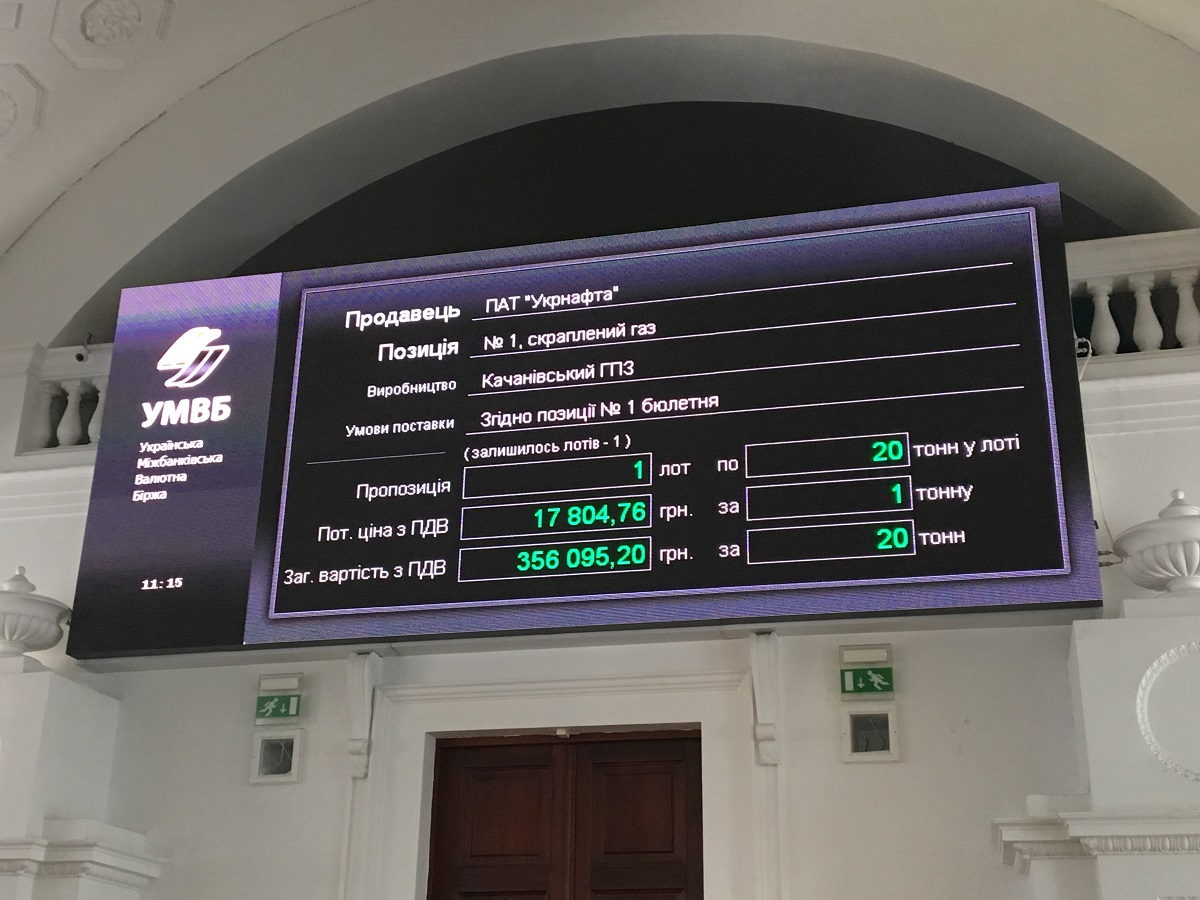 УМВБ
Українська
Міжбанківська
Валютна
Біржа
11:15
Продавець ПАТ "Укрнафта"
Позиція № 1, скраплений газ
Виробництво Качанівський ГПЗ
Умови поставки Згідно позиції № 1 бюлетня
(залишилось лотів - 1 )
Пропозиція 1 лот по 20 тонн у лоті
Пот. ціна з ПДВ 17 804,76 грн. за 1 тонну
Заг. вартість з ПДВ 356 095,20 грн. за 20 тонн